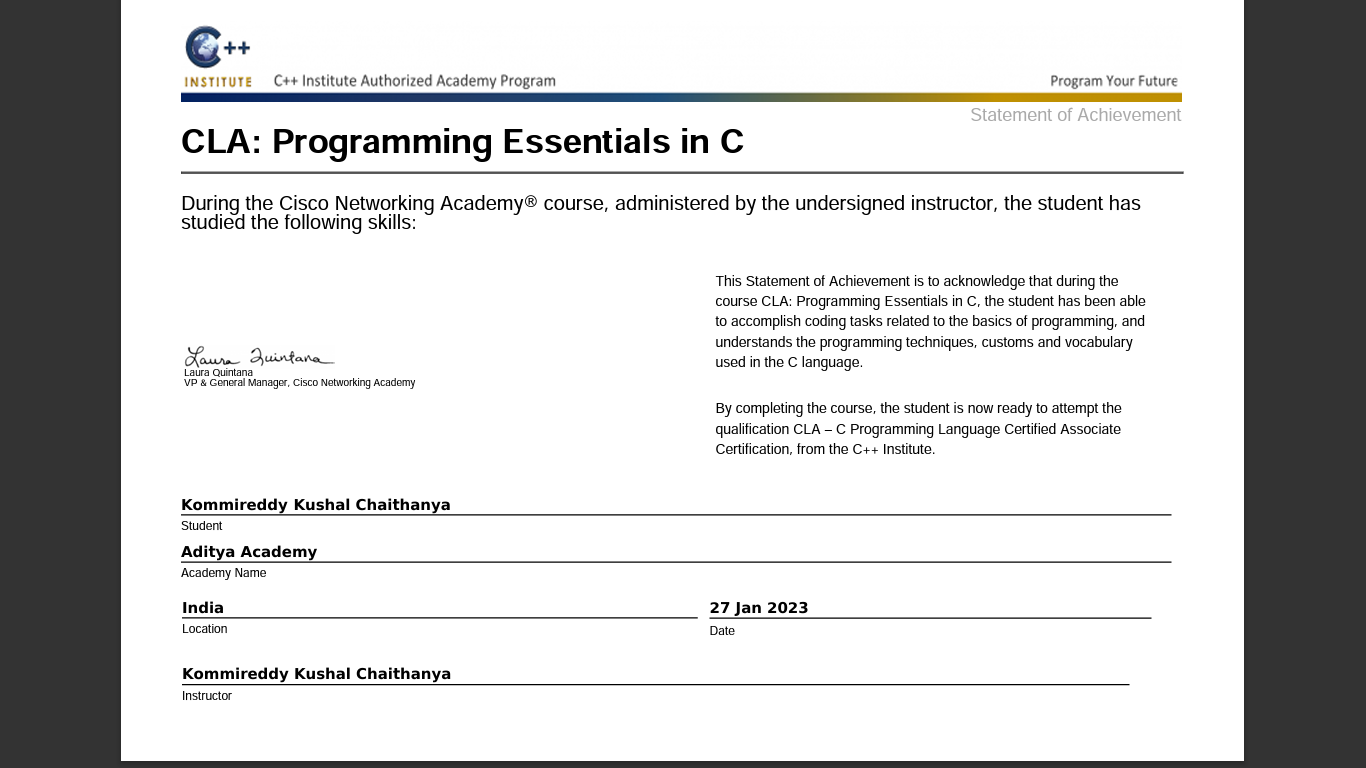 C++
INSTITUTE
C++ Institute Authorized Academy Program
Program Your Future
Statement of Achievement
CLA: Programming Essentials in C
During the Cisco Networking Academy® course, administered by the undersigned instructor, the student has
studied the following skills:
This Statement of Achievement is to acknowledge that during the
course CLA: Programming Essentials in C, the student has been able
to accomplish coding tasks related to the basics of programming, and
understands the programming techniques, customs and vocabulary
used in the C language.
By completing the course, the student is now ready to attempt the
qualification CLA – C Programming Language Certified Associate
Certification, from the C++ Institute.
Laura Quintana
Laura Quintana
VP & General Manager, Cisco Networking Academy
Kommireddy Kushal Chaithanya
Student
Aditya Academy
Academy Name
India
Location
27 Jan 2023
Date
Kommireddy Kushal Chaithanya
Instructor